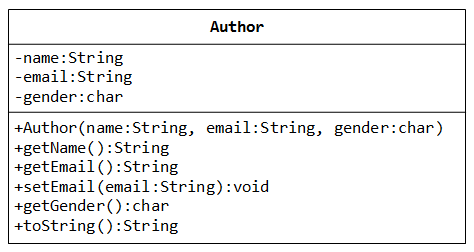 Author
-name:String
-email:String
-gender:char
+Author(name:String, email:String, gender:char)
+getName():String
+getEmail():String
+setEmail(email:String):void
+getGender():char
+toString():String